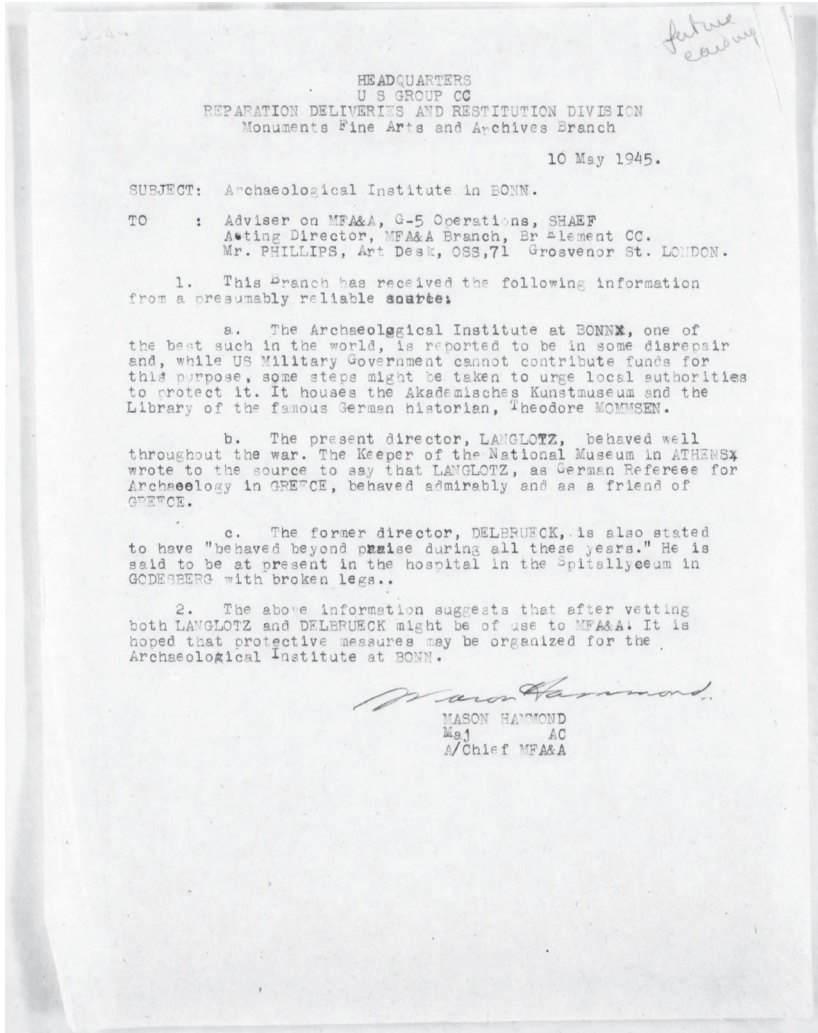 future
HEADQUARTERS
U S GROUP CC
REPARATION DELIVERIES AND RESTITUTION DIVISION
Monuments Fine Arts and Archives Branch
10 May 1945.
SUBJECT: Archaeological Institute in BONN.
TO : Adviser on MFA&A, G-5 Operations, SHAEF
Acting Director, MFA&A Branch, Br Element CC.
Mr. PHILLIPS, Art Desk, OSS,71 Grosvenor St. LONDON.
1. This Branch has received the following information
from a presumably reliable source:
a. The Archaeological Institute at BONNX, one of
the best such in the world, is reported to be in some disrepair
and, while US Military Government cannot contribute funds for
this purpose, some steps might be taken to urge local authorities
to protect it. It houses the Akademisches Kunstmuseum and the
Library of the famous German historian, Theodore MOMMSEN.
b. The present director, LANGLOTZ, behaved well
throughout the war. The Keeper of the National Museum in ATHENSX
wrote to the source to say that LANGLOTZ, as German Refereee for
Archaeology in GREECE, behaved admirably and as a friend of
GREECE.
c. The former director, DELBRUECK, is also stated
to have "behaved beyond praise during all these years." He is
said to be at present in the hospital in the Spitallyceum in
GODESBERG with broken legs..
2. The above information suggests that after vetting
both LANGLOTZ and DELBRUECK might be of use to MFA&A. It is
hoped that protective measures may be organized for the
Archaeological Institute at BONN.
Mason Hammond.
MASON HAMMOND
Maj AC
A/Chief MFA&A